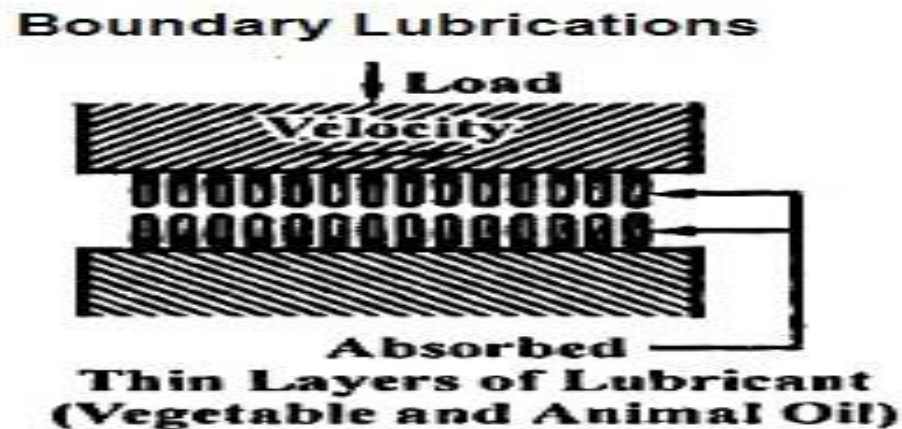 Boundary Lubrications
Load
Velocity
Absorbed
Thin Layers of Lubricant
(Vegetable and Animal Oil)